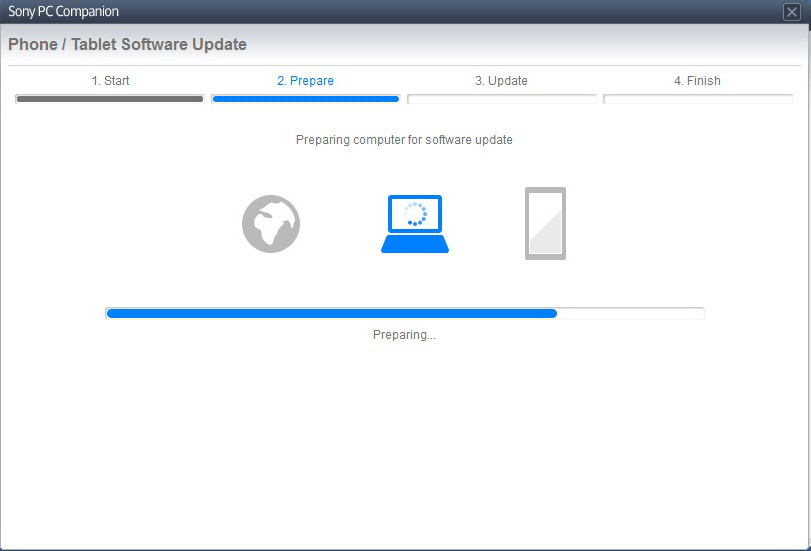 Sony PC Companion
Phone / Tablet Software Update
1. Start 2. Prepare 3. Update 4. Finish
Preparing computer for software update
Preparing...